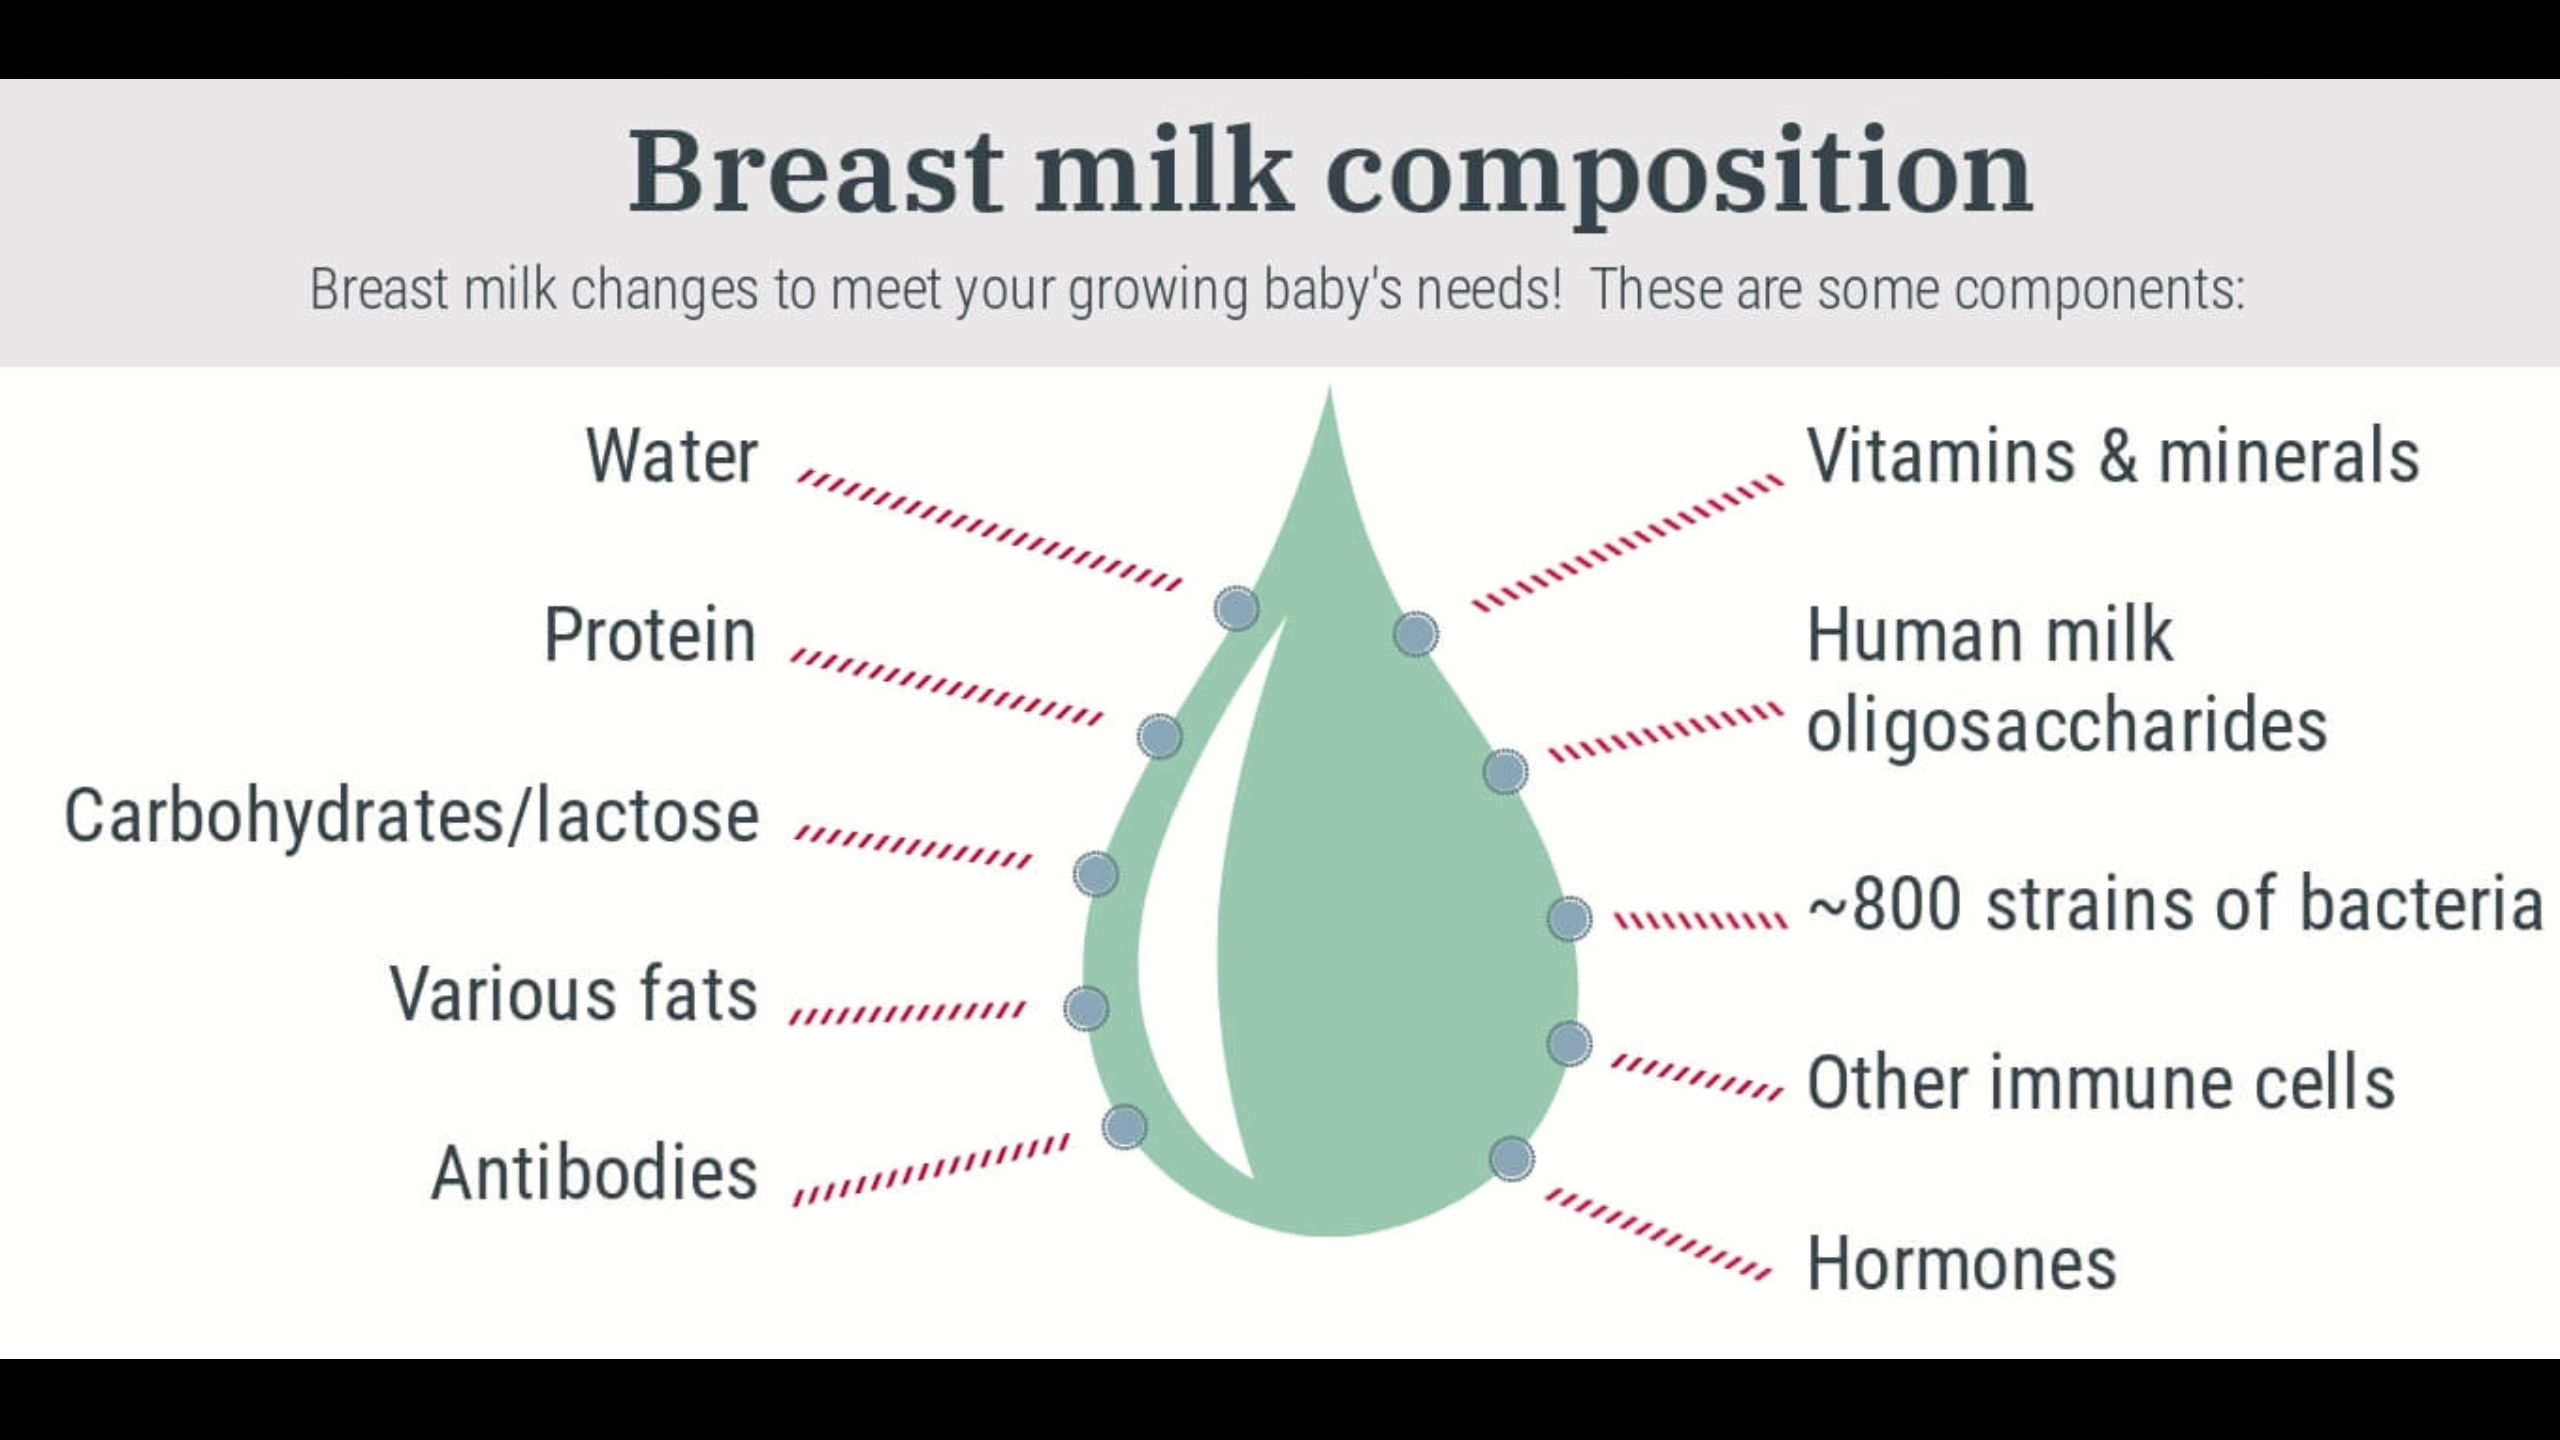 Breast milk composition
Breast milk changes to meet your growing baby's needs! These are some components:
Water
Protein
Carbohydrates/lactose
Various fats
Antibodies
Vitamins & minerals
Human milk
oligosaccharides
~800 strains of bacteria
Other immune cells
Hormones